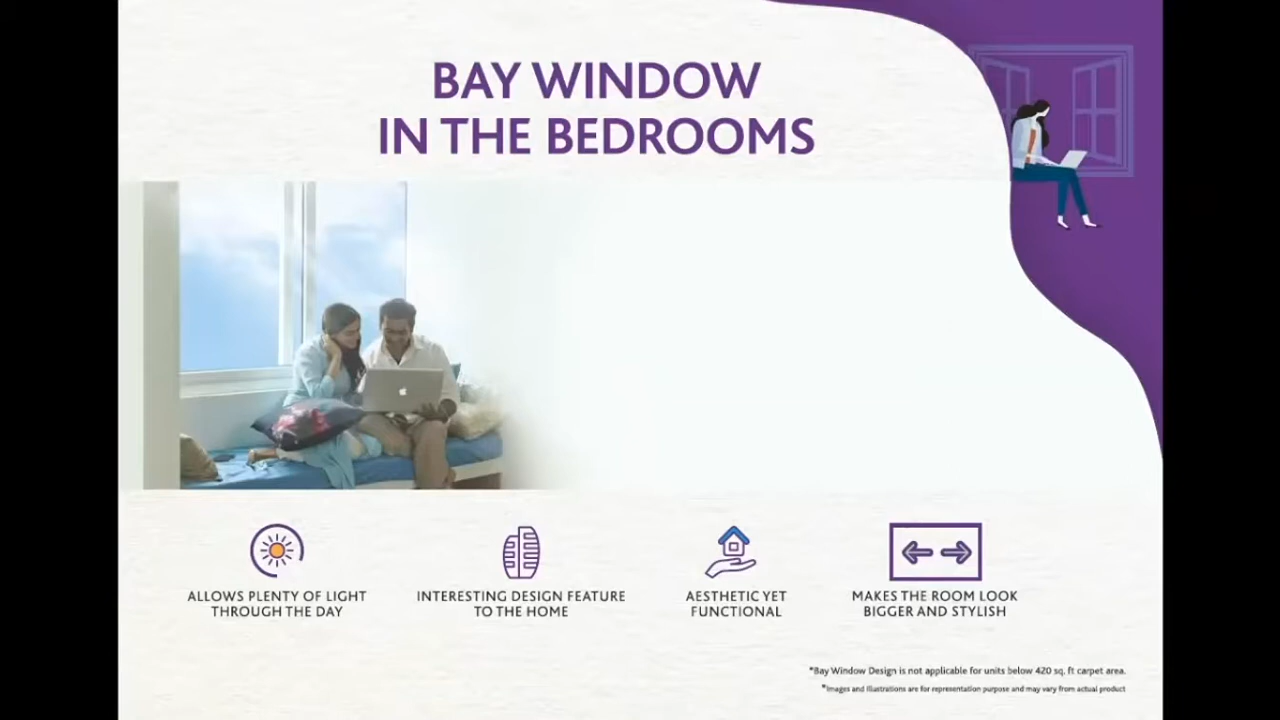 BAY WINDOW
IN THE BEDROOMS
ALLOWS PLENTY OF LIGHT
THROUGH THE DAY
INTERESTING DESIGN FEATURE
TO THE HOME
AESTHETIC YET
FUNCTIONAL
MAKES THE ROOM LOOK
BIGGER AND STYLISH
*Bay Window Design is not applicable for units below 420 sq. ft carpet area.
*Images and Illustrations are for representation purpose and may vary from actual product